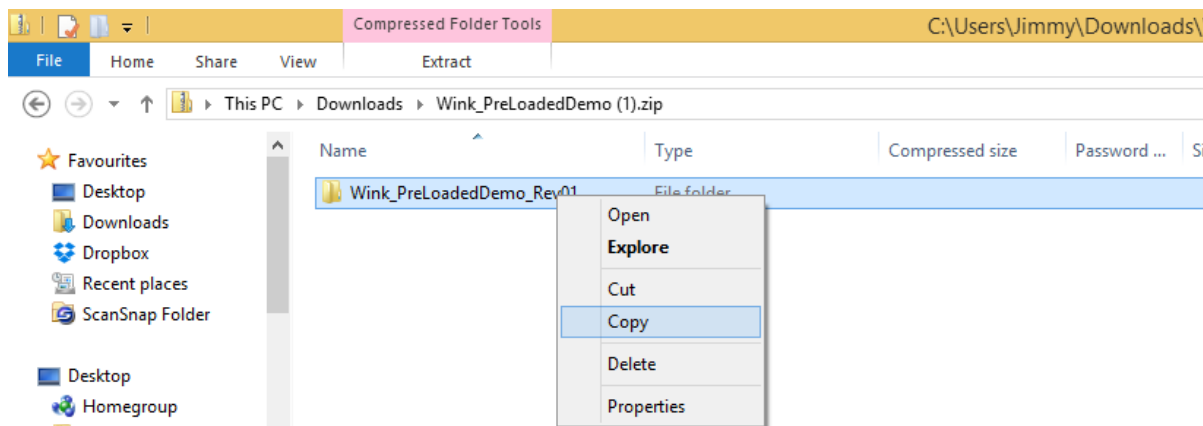 Compressed Folder Tools C:\Users\Jimmy\Downloads\
File Home Share View Extract
This PC Downloads Wink_PreLoadedDemo (1).zip
Name Type Compressed size Password ...
Favourites
Wink_PreLoadedDemo_Rev01 File folder
Desktop
Open
Downloads
Explore
Dropbox
Recent places
Cut
ScanSnap Folder
Copy
Delete
Desktop
Homegroup
Properties